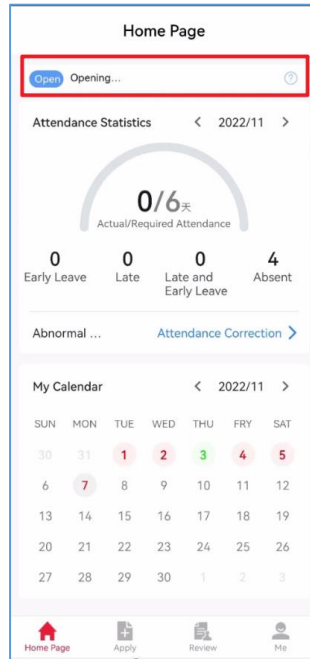 Home Page
Open Opening...
Attendance Statistics < 2022/11 >
0/6天
Actual/Required Attendance
0 0 0 4
Early Leave Late Late and Early Leave Absent
Abnormal ... Attendance Correction >
My Calendar < 2022/11 >
SUN MON TUE WED THU FRY SAT
30 31 1 2 3 4 5
6 7 8 9 10 11 12
13 14 15 16 17 18 19
20 21 22 23 24 25 26
27 28 29 30 1 2 3
Home Page Apply Review Me